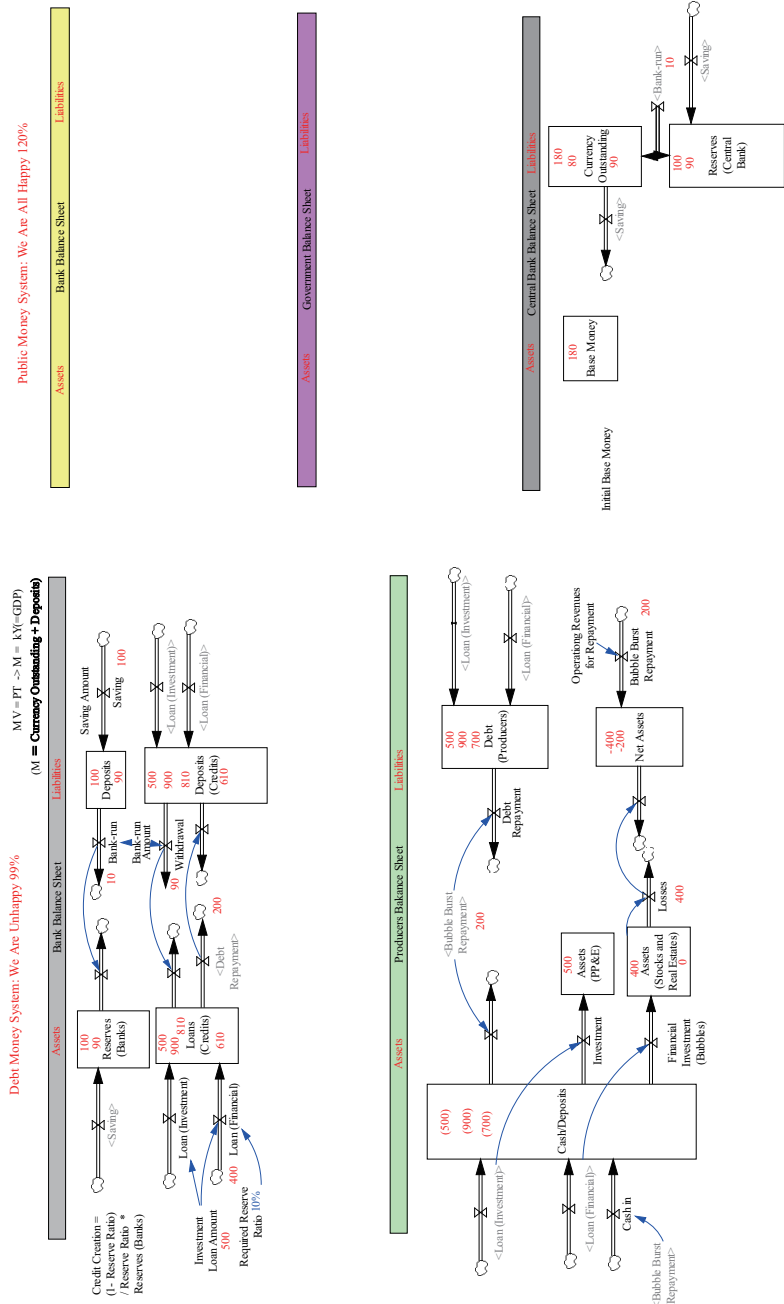 Debt Money System: We Are Unhappy 99%
MV = PT -> M = kY(=GDP)
(M = Currency Outstanding + Deposits)
Assets
Bank Balance Sheet
Liabilities
Credit Creation =
(1- Reserve Ratio)
/ Reserve Ratio *
Reserves (Banks)
<Saving>
100
90
Reserves
(Banks)
10
Bank-run
100
Deposits
90
Saving Amount
Saving
100
Bank-run
Amount
Loan (Investment)
500
900
810
Loans
(Credits)
610
90
Withdrawal
500
900
810
Deposits
(Credits)
610
<Loan (Investment)>
<Loan (Financial)>
Investment
Loan Amount
500
400
Loan (Financial)
Required Reserve
Ratio 10%
<Debt
Repayment>
200
Assets
Producers Bakance Sheet
Liabilities
<Loan (Investment)>
<Loan (Financial)>
Cash in
<Bubble Burst
Repayment>
(500)
(900)
(700)
Cash/Deposits
<Bubble Burst
Repayment>
200
Debt
Repayment
500
900
700
Debt
(Producers)
<Loan (Investment)>
<Loan (Financial)>
Investment
500
Assets
(PP&E)
Financial
Investment
(Bubbles)
400
Assets
(Stocks and
Real Estates)
0
Losses
400
-400
-200
Net Assets
Operationg Revenues
for Repayment
Bubble Burst
Repayment
200
Public Money System: We Are All Happy 120%
Assets
Bank Balance Sheet
Liabilities
Assets
Government Balance Sheet
Liabilities
Assets
Central Bank Balance Sheet
Liabilities
Initial Base Money
180
Base Money
<Saving>
180
80
Currency
Outstanding
90
<Bank-run>
10
100
90
Reserves
(Central
Bank)
<Saving>